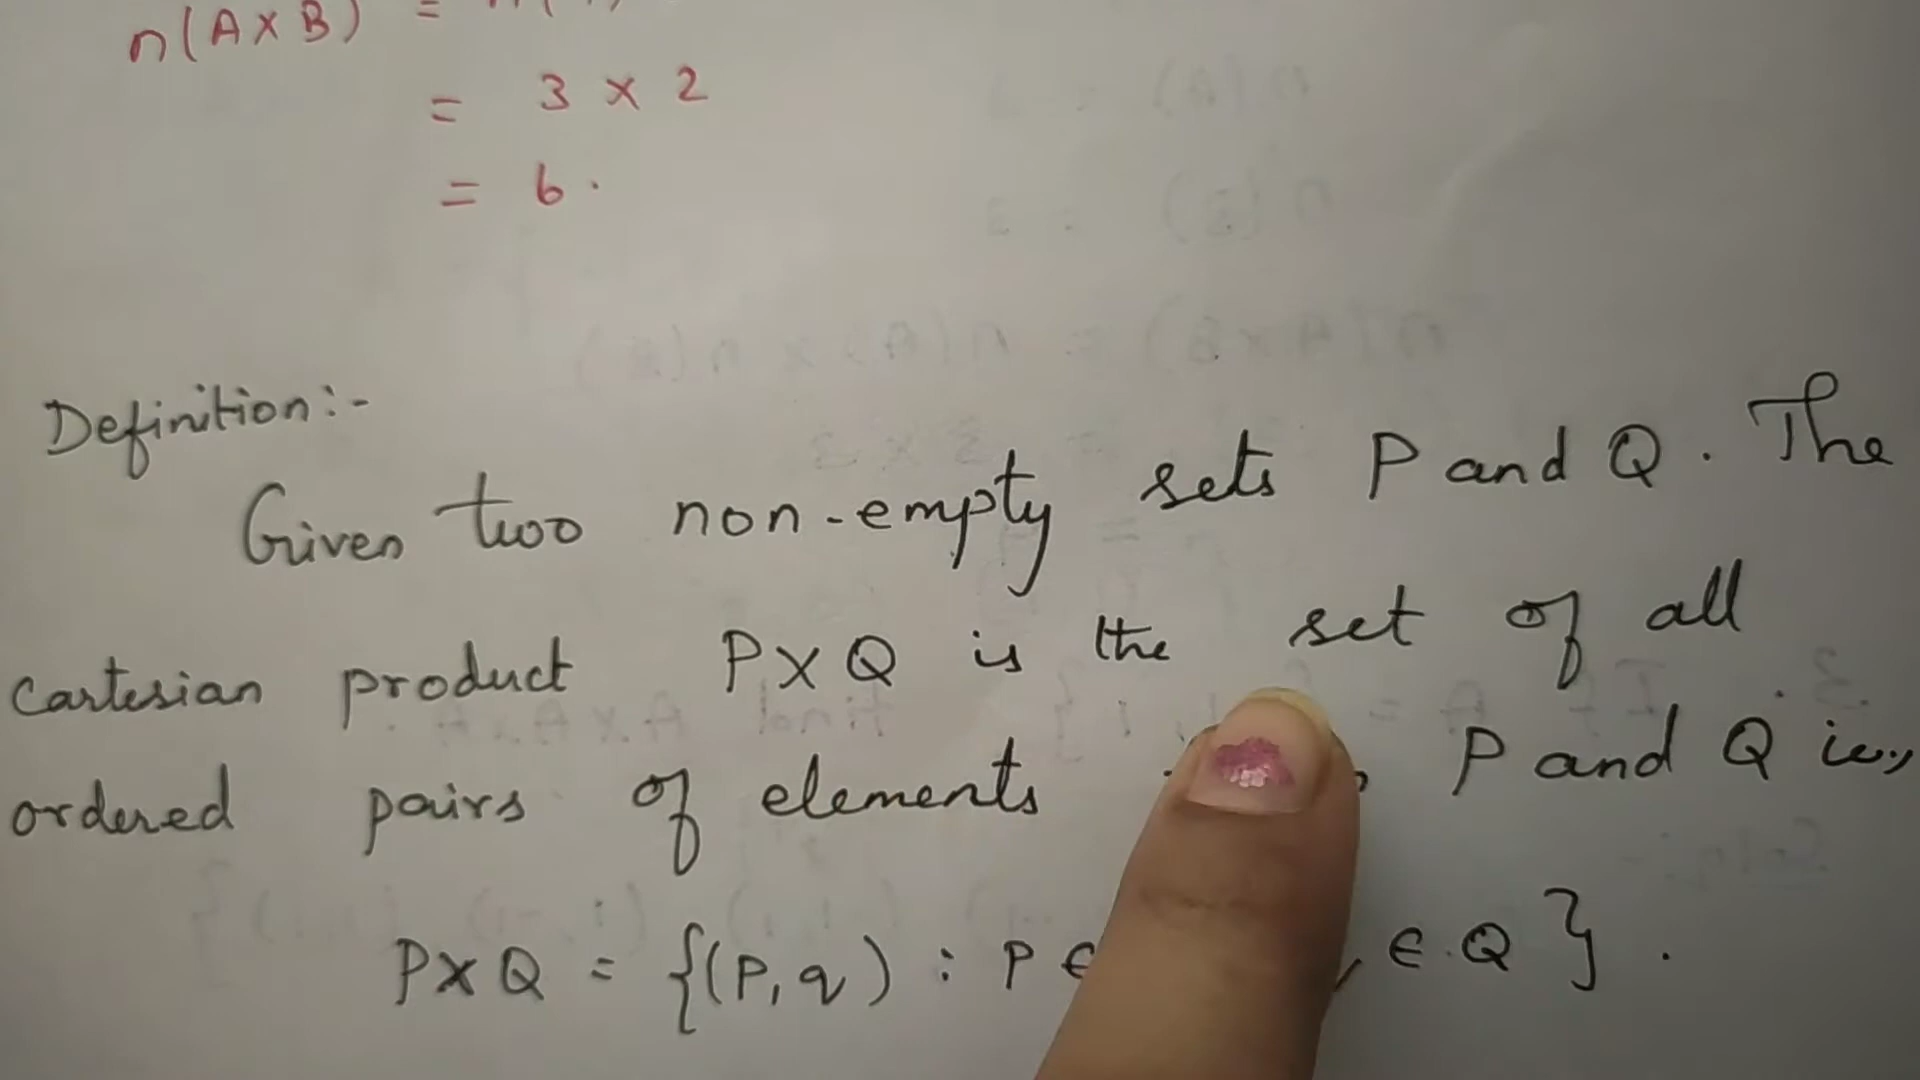 n(A×B) =
= 3 × 2
= 6.
Definition:-
Given two non-empty sets P and Q. The
cartesian product P×Q is the set of all
ordered pairs of elements P and Q ie.,
P×Q = {(P,q) : P ∈ ∈ Q}.